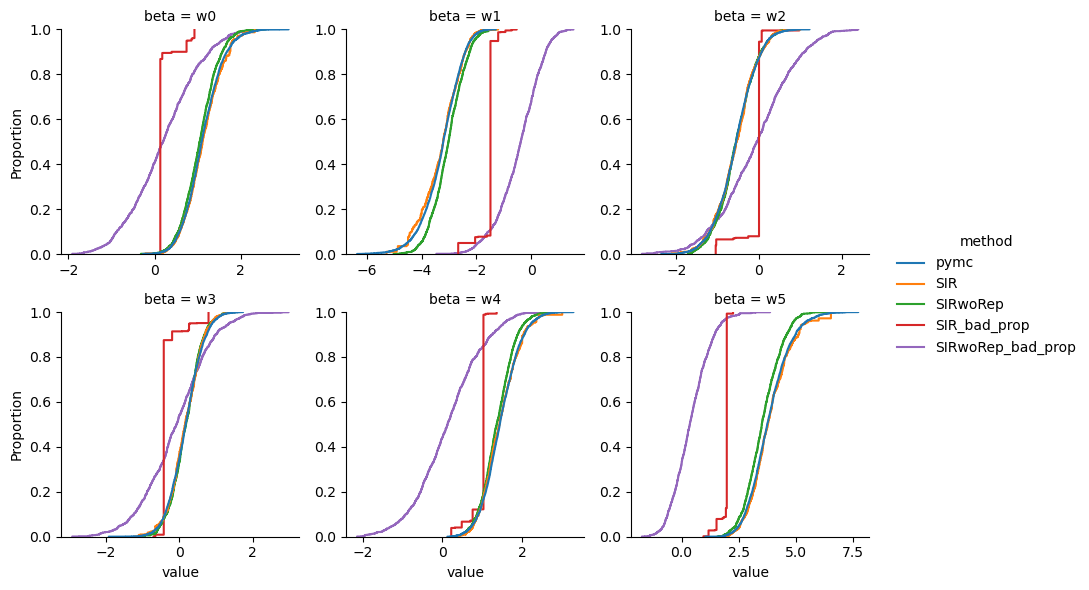 beta = w0
beta = w1
beta = w2
1.0
0.8
0.6
0.4
0.2
0.0
Proportion
−2 0 2
−6 −4 −2 0
−2 0 2
beta = w3
beta = w4
beta = w5
1.0
0.8
0.6
0.4
0.2
0.0
Proportion
−2 0 2
−2 0 2
0.0 2.5 5.0 7.5
value
value
value
method
pymc
SIR
SIRwoRep
SIR_bad_prop
SIRwoRep_bad_prop